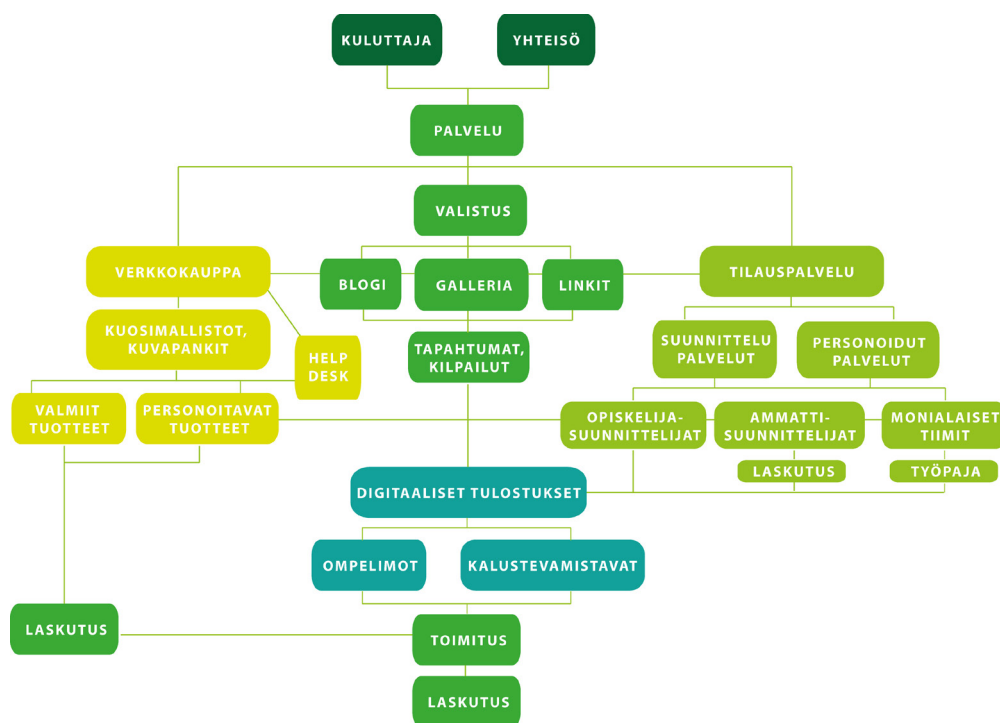 KULUTTAJA
YHTEISÖ
PALVELU
VALISTUS
VERKKOKAUPPA
BLOGI
GALLERIA
LINKIT
TILAUSPALVELU
KUOSIMALLISTOT,
KUVAPANKIT
HELP
DESK
TAPAHTUMAT,
KILPAILUT
SUUNNITTELU
PALVELUT
PERSONOIDUT
PALVELUT
VALMIIT
TUOTTEET
PERSONOITAVAT
TUOTTEET
OPISKELIJA-
SUUNNITTELIJAT
AMMATTI-
SUUNNITTELIJAT
MONIALAISET
TIIMIT
LASKUTUS
TYÖPAJA
DIGITAALISET TULOSTUKSET
OMPELIMOT
KALUSTEVAMISTAVAT
LASKUTUS
TOIMITUS
LASKUTUS